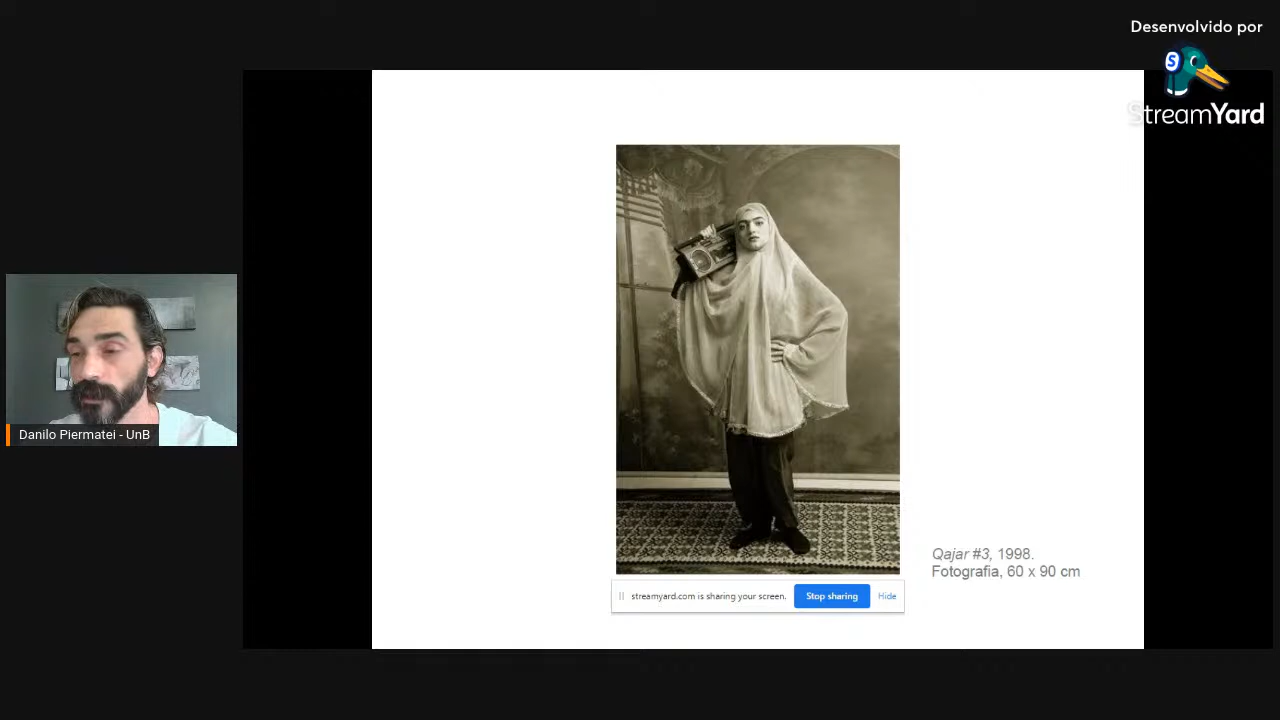 Desenvolvido por
S
StreamYard
Danilo Piermatei - UnB
Qajar #3, 1998.
Fotografia, 60 x 90 cm
streamyard.com is sharing your screen.
Stop sharing
Hide